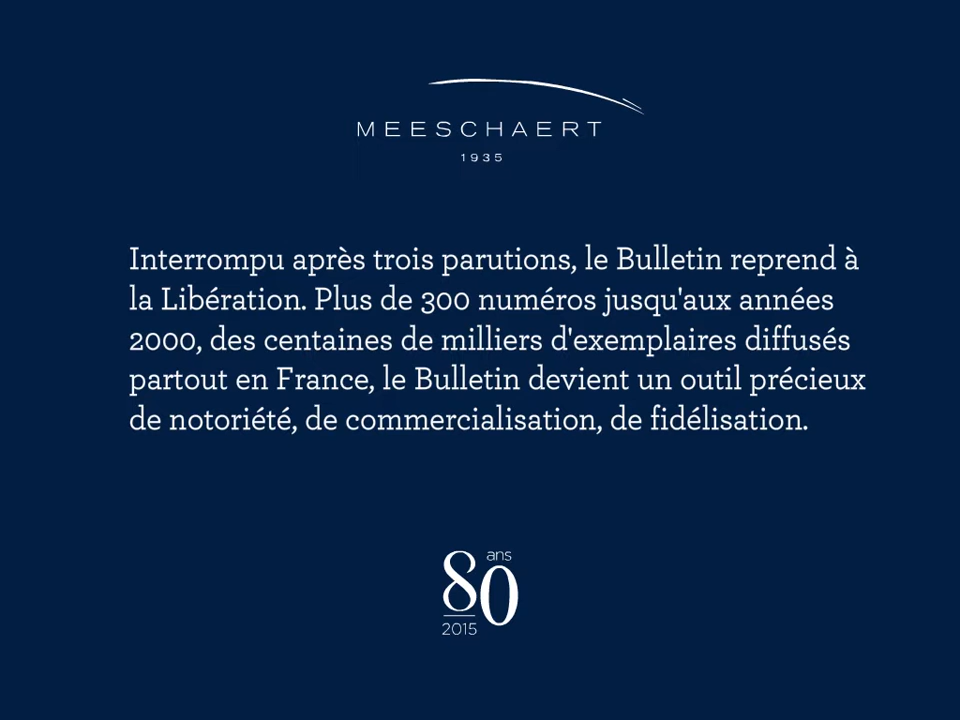 MEESCHAERT
1935
Interrompu après trois parutions, le Bulletin reprend à
la Libération. Plus de 300 numéros jusqu'aux années
2000, des centaines de milliers d'exemplaires diffusés
partout en France, le Bulletin devient un outil précieux
de notoriété, de commercialisation, de fidélisation.
80 ans
2015